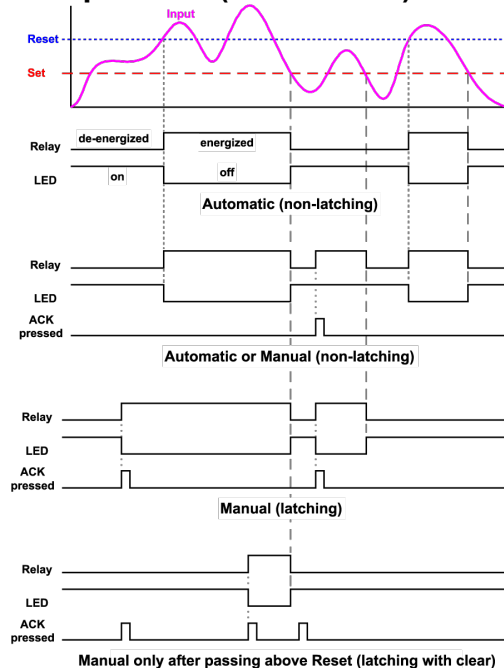 Input
Reset
Set
de-energized energized
Relay
LED
on off
Automatic (non-latching)
Relay
LED
ACK
pressed
Automatic or Manual (non-latching)
Relay
LED
ACK
pressed
Manual (latching)
Relay
LED
ACK
pressed
Manual only after passing above Reset (latching with clear)